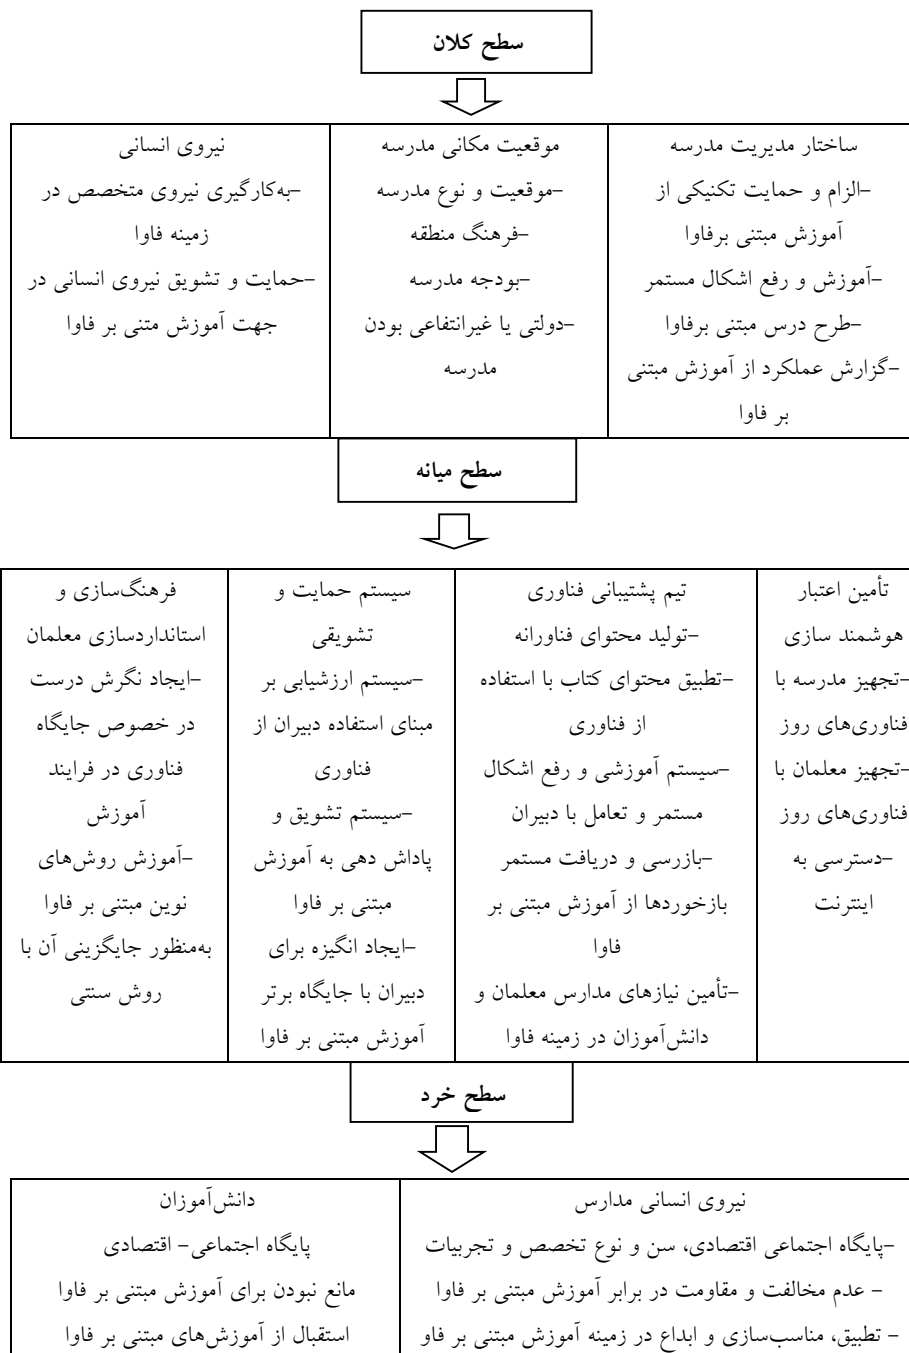 سطح کلان
ساختار مدیریت مدرسه
-الزام و حمایت تکنیکی از
آموزش مبتنی برفاوا
-آموزش و رفع اشکال مستمر
-طرح درس مبتنی برفاوا
-گزارش عملکرد از آموزش مبتنی
بر فاوا
موقعیت مکانی مدرسه
-موقعیت و نوع مدرسه
-فرهنگ منطقه
-بودجه مدرسه
-دولتی یا غیرانتفاعی بودن
مدرسه
نیروی انسانی
-به‌کارگیری نیروی متخصص در
زمینه فاوا
-حمایت و تشویق نیروی انسانی در
جهت آموزش متنی بر فاوا
سطح میانه
تأمین اعتبار
هوشمند سازی
-تجهیز مدرسه با
فناوری‌های روز
-تجهیز معلمان با
فناوری‌های روز
-دسترسی به
اینترنت
تیم پشتیبانی فناوری
-تولید محتوای فناورانه
-تطبیق محتوای کتاب با استفاده
از فناوری
-سیستم آموزشی و رفع اشکال
مستمر و تعامل با دبیران
-بازرسی و دریافت مستمر
بازخوردها از آموزش مبتنی بر
فاوا
-تأمین نیازهای مدارس معلمان و
دانش‌آموزان در زمینه فاوا
سیستم حمایت و
تشویقی
-سیستم ارزشیابی بر
مبنای استفاده دبیران از
فناوری
-سیستم تشویق و
پاداش دهی به آموزش
مبتنی بر فاوا
-ایجاد انگیزه برای
دبیران با جایگاه برتر
آموزش مبتنی بر فاوا
فرهنگ‌سازی و
استانداردسازی معلمان
-ایجاد نگرش درست
در خصوص جایگاه
فناوری در فرایند
آموزش
-آموزش روش‌های
نوین مبتنی بر فاوا
به‌منظور جایگزینی آن با
روش سنتی
سطح خرد
نیروی انسانی مدارس
-پایگاه اجتماعی اقتصادی، سن و نوع تخصص و تجربیات
- عدم مخالفت و مقاومت در برابر آموزش مبتنی بر فاوا
- تطبیق، مناسب‌سازی و ابداع در زمینه آموزش مبتنی بر فاو
دانش‌آموزان
پایگاه اجتماعی- اقتصادی
مانع نبودن برای آموزش مبتنی بر فاوا
استقبال از آموزش‌های مبتنی بر فاوا